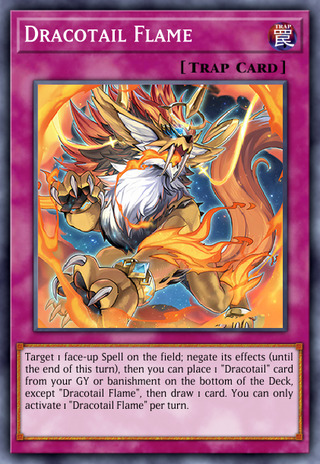 Dracotail Flame
TRAP
罠
[Trap Card]
Target 1 face-up Spell on the field; negate its effects (until
the end of this turn), then you can place 1 "Dracotail" card
from your GY or banishment on the bottom of the Deck,
except "Dracotail Flame", then draw 1 card. You can only
activate 1 "Dracotail Flame" per turn.